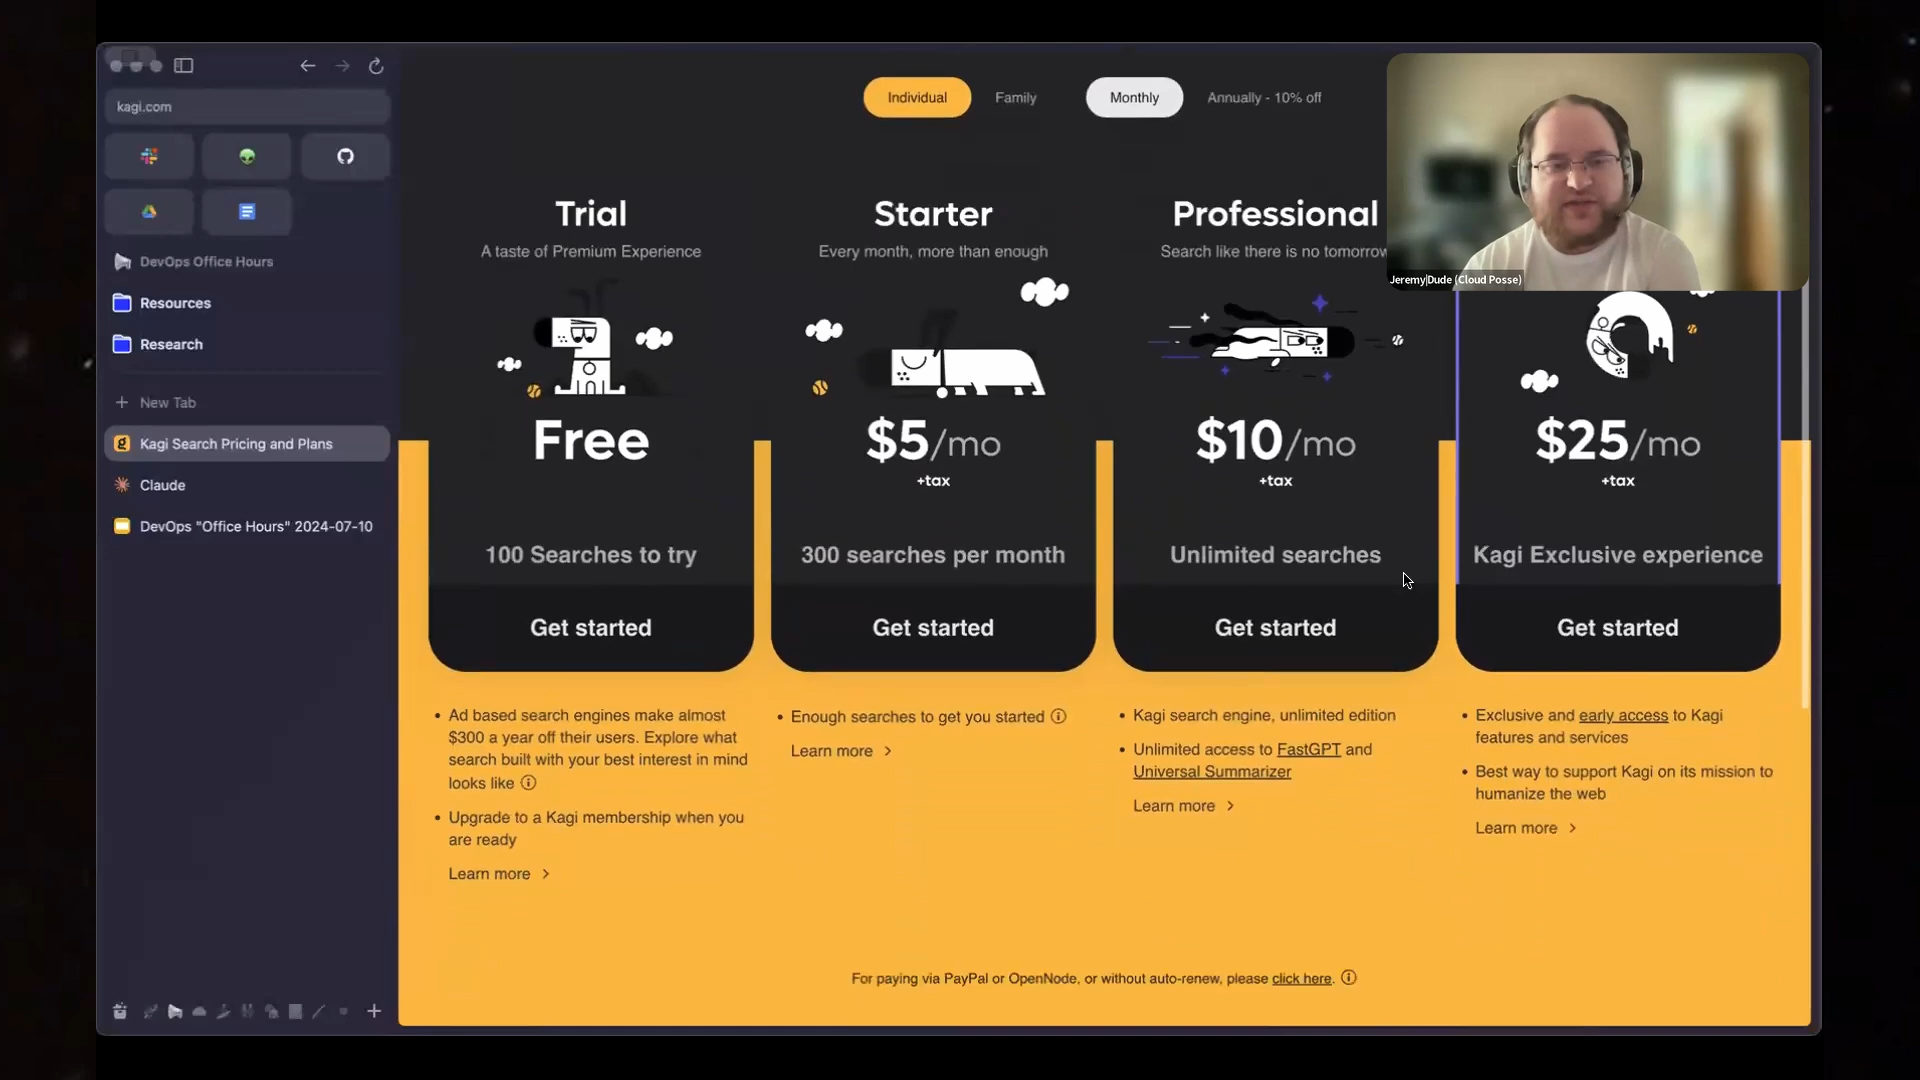 kagi.com
DevOps Office Hours
Resources
Research
New Tab
Kagi Search Pricing and Plans
Claude
DevOps "Office Hours" 2024-07-10
Individual
Family
Monthly
Annually - 10% off
JeremyDude (Cloud Posse)
Trial
A taste of Premium Experience
Free
100 Searches to try
Get started
Ad based search engines make almost
$300 a year off their users. Explore what
search built with your best interest in mind
looks like
Upgrade to a Kagi membership when you
are ready
Learn more
Starter
Every month, more than enough
$5/mo
+tax
300 searches per month
Get started
Enough searches to get you started
Learn more
Professional
Search like there is no tomorrow
$10/mo
+tax
Unlimited searches
Get started
Kagi search engine, unlimited edition
Unlimited access to FastGPT and
Universal Summarizer
Learn more
$25/mo
+tax
Kagi Exclusive experience
Get started
Exclusive and early access to Kagi
features and services
Best way to support Kagi on its mission to
humanize the web
Learn more
For paying via PayPal or OpenNode, or without auto-renew, please click here.